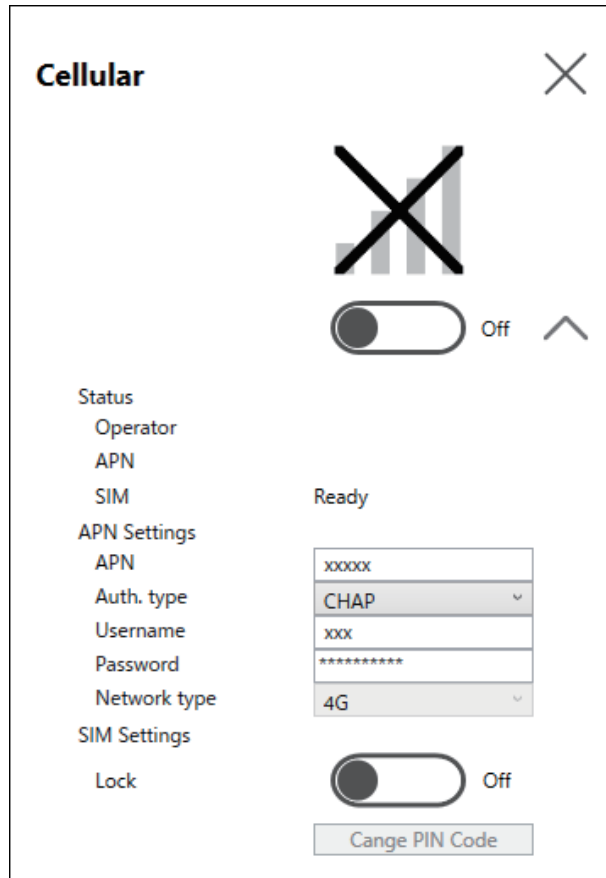 Cellular
Off
Status
Operator
APN
SIM Ready
APN Settings
APN xxxxx
Auth. type CHAP
Username xxx
Password **********
Network type 4G
SIM Settings
Lock Off
Cange PIN Code